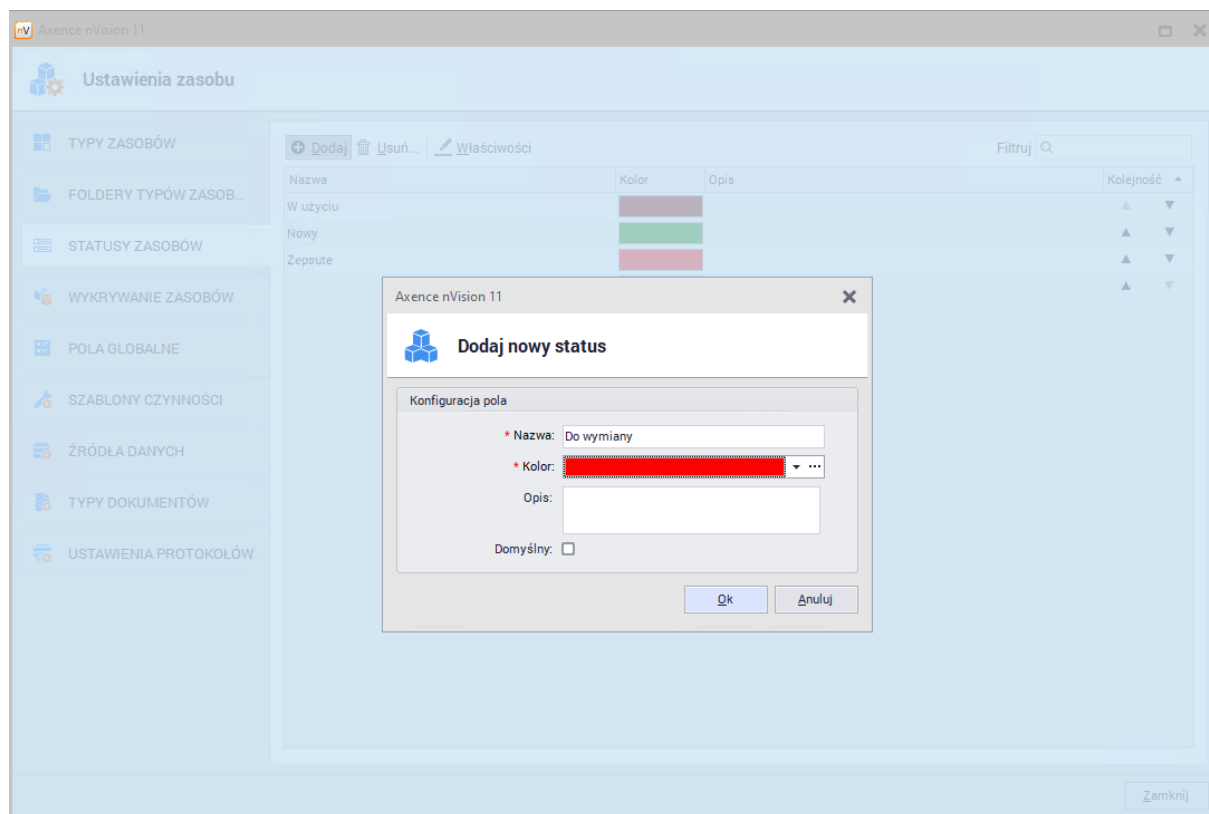 nV Axence nVision 11
Ustawienia zasobu
TYPY ZASOBÓW
FOLDERY TYPÓW ZASOB...
STATUSY ZASOBÓW
WYKRYWANIE ZASOBÓW
POLA GLOBALNE
SZABLONY CZYNNOŚCI
ŹRÓDŁA DANYCH
TYPY DOKUMENTÓW
USTAWIENIA PROTOKOŁÓW
Dodaj Usuń... Właściwości Filtruj
Nazwa Kolor Opis Kolejność
W użyciu
Nowy
Zepsute
Axence nVision 11
Dodaj nowy status
Konfiguracja pola
* Nazwa: Do wymiany
* Kolor:
Opis:
Domyślny:
Ok Anuluj
Zamknij